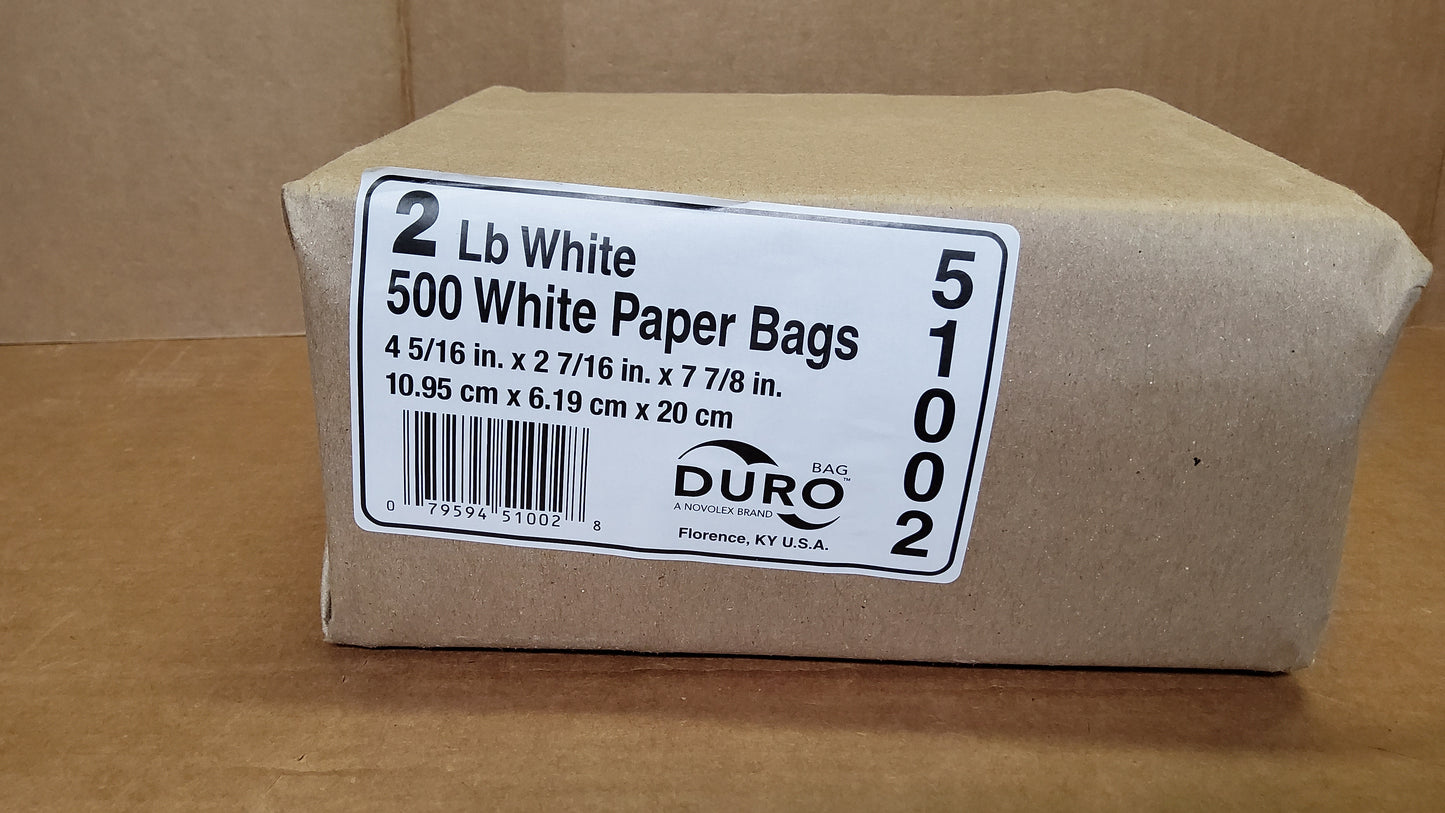 2 Lb White
500 White Paper Bags
4 5/16 in. x 2 7/16 in. x 7 7/8 in.
10.95 cm x 6.19 cm x 20 cm
0 79594 51002 8
BAG
DURO™
A NOVOLEX BRAND
Florence, KY U.S.A.
51002